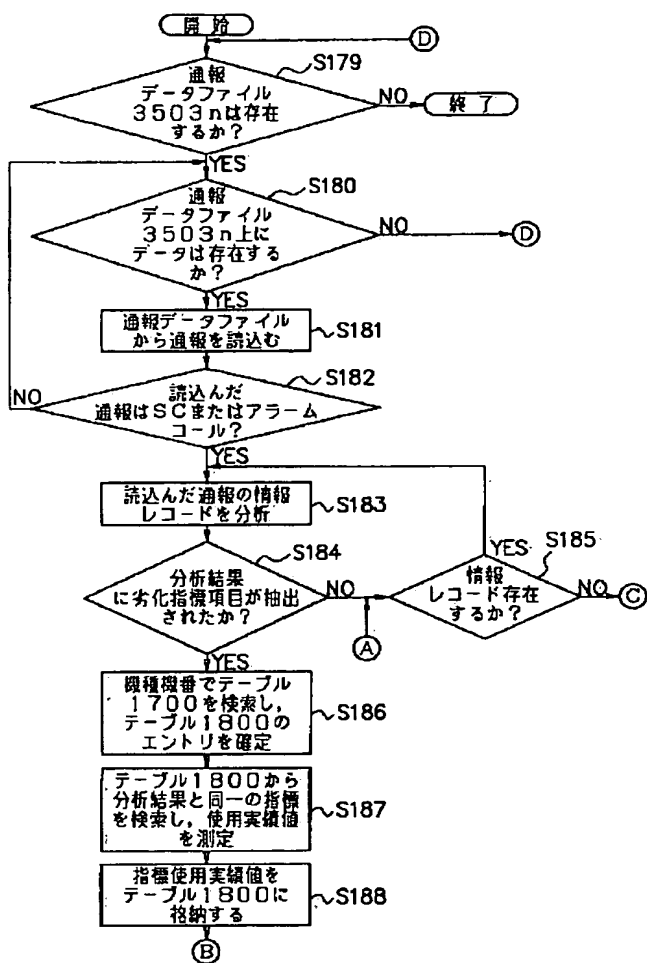 開始
D
S179
通報
データファイル
3503nは存在
するか？
NO
終了
YES
S180
通報
データファイル
3503n上に
データは存在する
か？
NO
D
YES
通報データファイル
から通報を読込む
S181
S182
NO
読込んだ
通報はSCまたはアラーム
コール？
YES
読込んだ通報の情報
レコードを分析
S183
S184
分析結果
に劣化指標項目が抽出
されたか？
NO
A
YES
S185
情報
レコード存在
するか？
NO
C
YES
機種機番でテーブル
1700を検索し，
テーブル1800の
エントリを確定
S186
テーブル1800から
分析結果と同一の指標
を検索し，使用実績値
を測定
S187
指標使用実績値を
テーブル1800に
格納する
S188
B